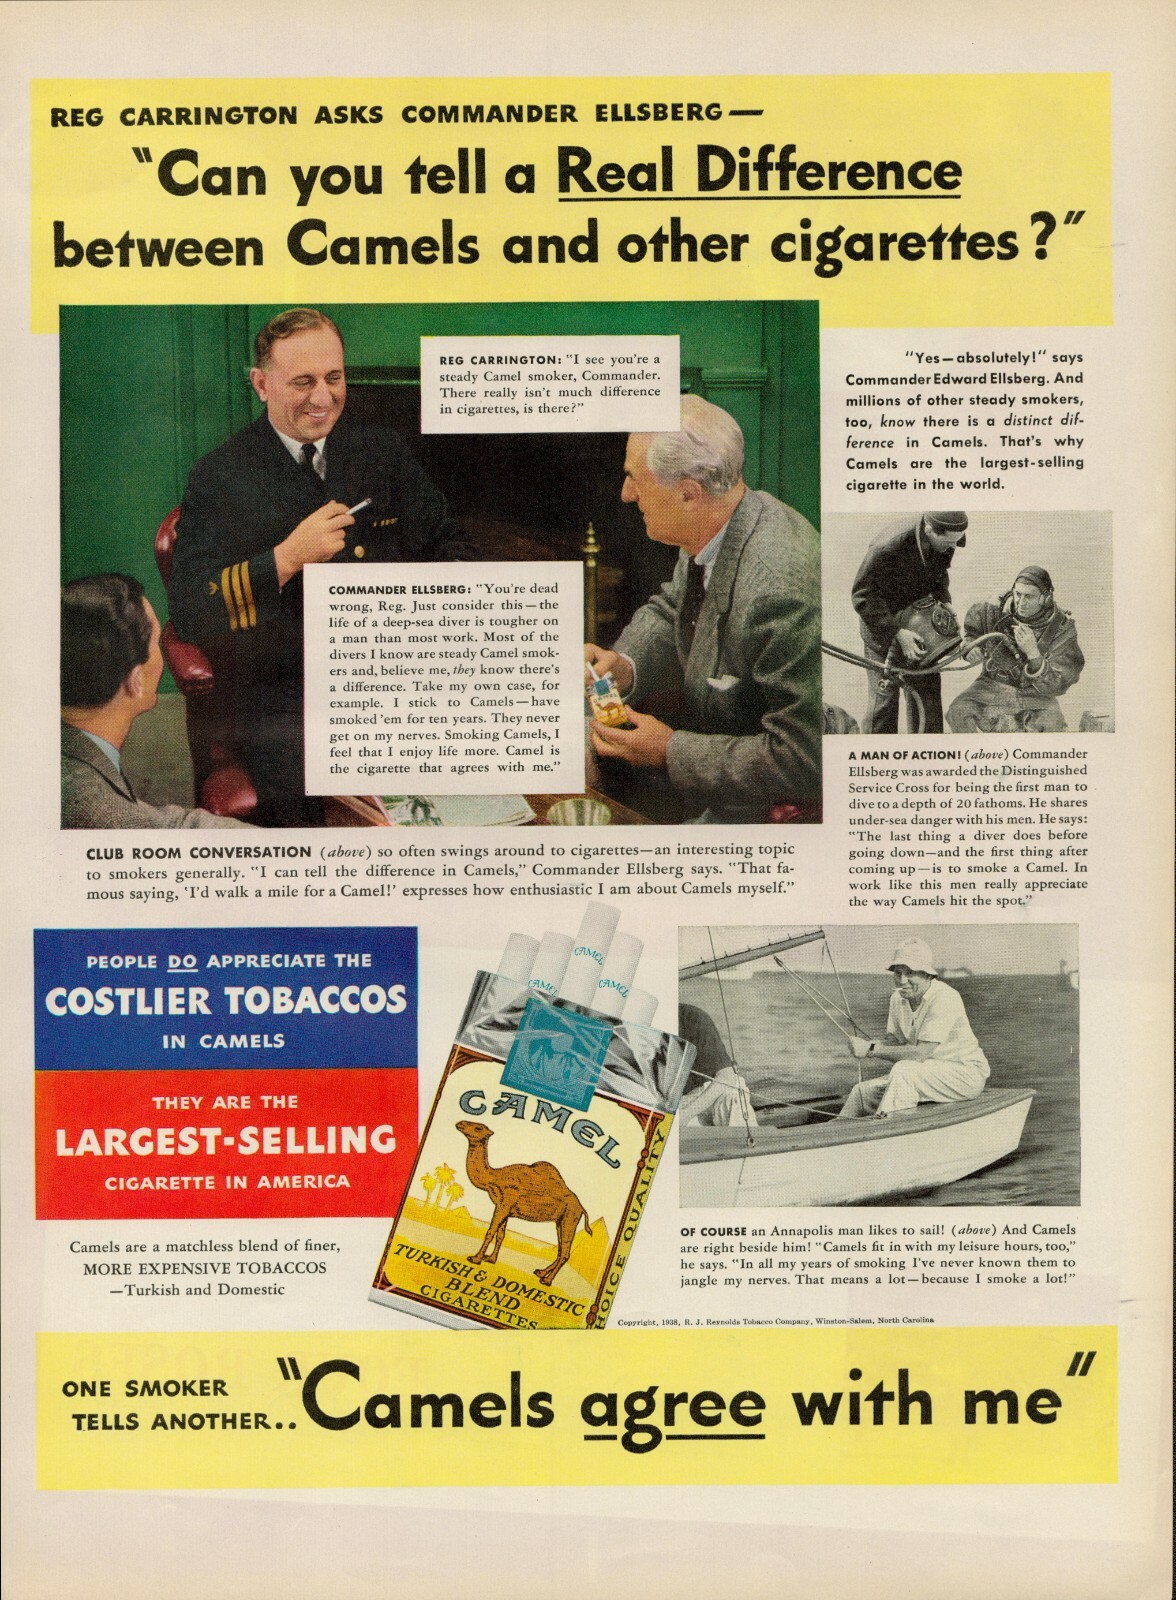 REG CARRINGTON ASKS COMMANDER ELLSBERG—
"Can you tell a Real Difference
between Camels and other cigarettes?"
REG CARRINGTON: "I see you're a
steady Camel smoker, Commander.
There really isn't much difference
in cigarettes, is there?"
COMMANDER ELLSBERG: "You're dead
wrong, Reg. Just consider this—the
life of a deep-sea diver is tougher on
a man than most work. Most of the
divers I know are steady Camel smok-
ers and, believe me, they know there's
a difference. Take my own case, for
example. I stick to Camels—have
smoked 'em for ten years. They never
get on my nerves. Smoking Camels, I
feel that I enjoy life more. Camel is
the cigarette that agrees with me."
"Yes—absolutely!" says
Commander Edward Ellsberg. And
millions of other steady smokers,
too, know there is a distinct dif-
ference in Camels. That's why
Camels are the largest-selling
cigarette in the world.
A MAN OF ACTION! (above) Commander
Ellsberg was awarded the Distinguished
Service Cross for being the first man to
dive to a depth of 20 fathoms. He shares
under-sea danger with his men. He says:
"The last thing a diver does before
going down—and the first thing after
coming up—is to smoke a Camel. In
work like this men really appreciate
the way Camels hit the spot."
CLUB ROOM CONVERSATION (above) so often swings around to cigarettes—an interesting topic
to smokers generally. "I can tell the difference in Camels," Commander Ellsberg says. "That fa-
mous saying, 'I'd walk a mile for a Camel!' expresses how enthusiastic I am about Camels myself."
PEOPLE DO APPRECIATE THE
COSTLIER TOBACCOS
IN CAMELS
THEY ARE THE
LARGEST-SELLING
CIGARETTE IN AMERICA
Camels are a matchless blend of finer,
MORE EXPENSIVE TOBACCOS
—Turkish and Domestic
CAMEL
CAMEL
CAMEL
CAMEL
TURKISH & DOMESTIC
BLEND
CIGARETTES
HOICE QUALITY
OF COURSE an Annapolis man likes to sail! (above) And Camels
are right beside him! "Camels fit in with my leisure hours, too,"
he says. "In all my years of smoking I've never known them to
jangle my nerves. That means a lot—because I smoke a lot!"
Copyright, 1938, R. J. Reynolds Tobacco Company, Winston-Salem, North Carolina
ONE SMOKER
TELLS ANOTHER..
"Camels agree with me"